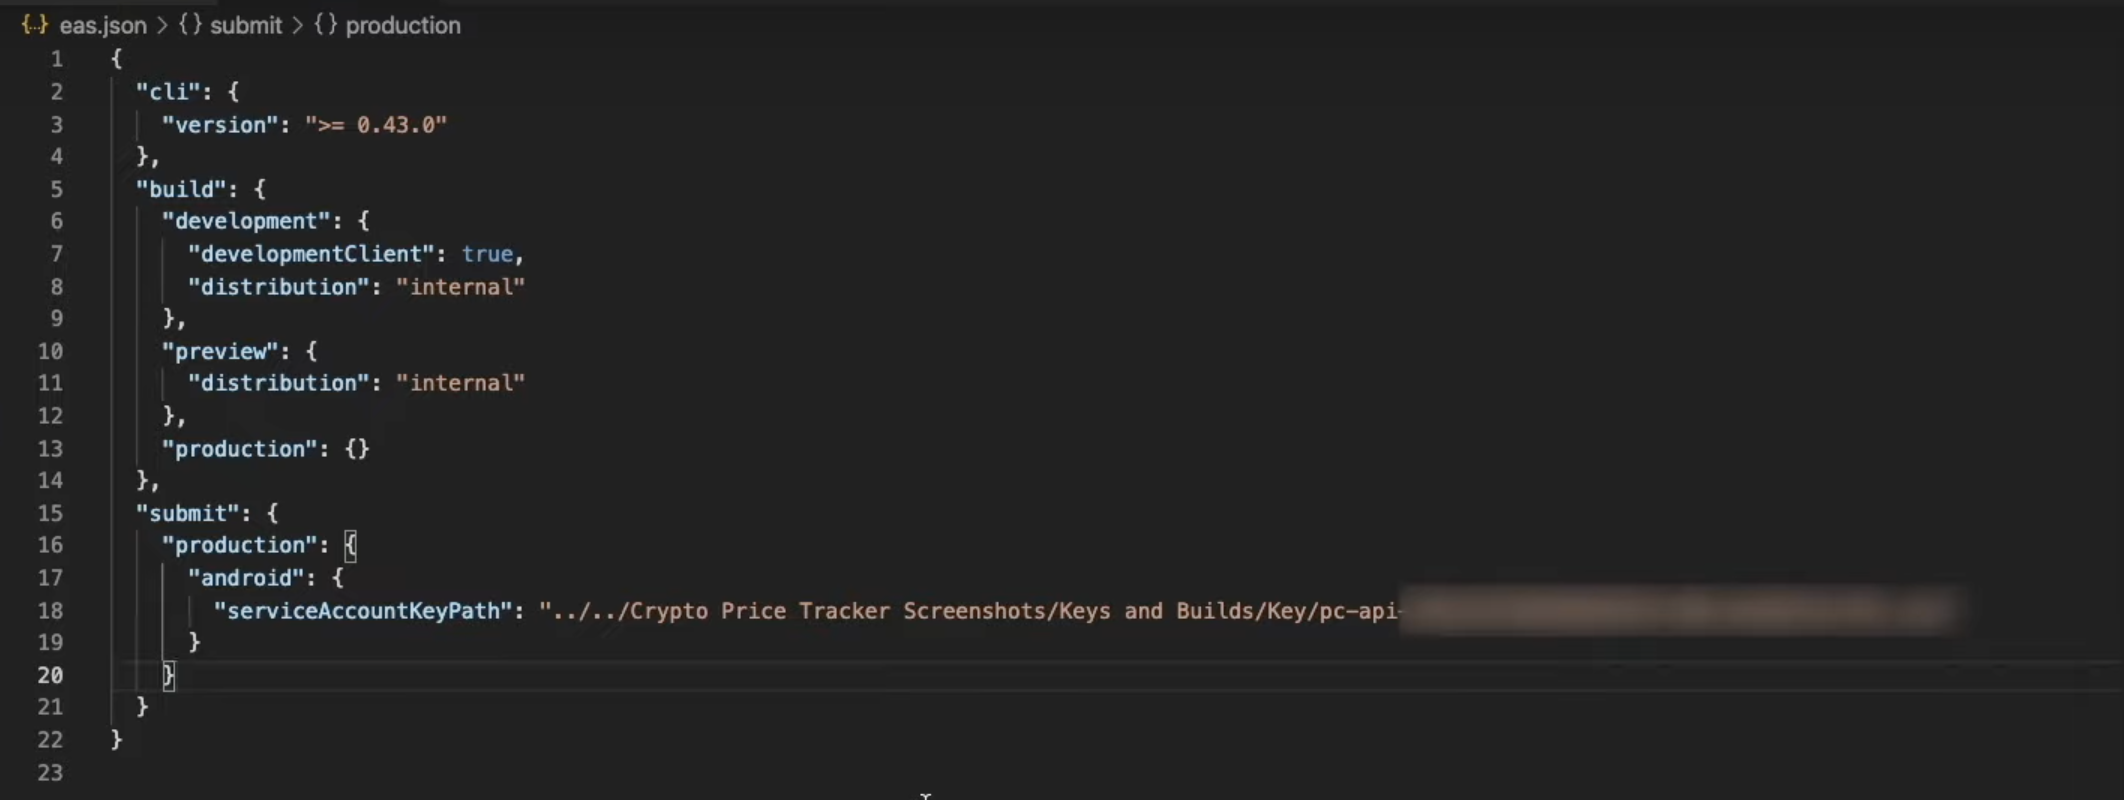 {..} eas.json > {} submit > {} production
1 {
2 "cli": {
3 "version": ">= 0.43.0"
4 },
5 "build": {
6 "development": {
7 "developmentClient": true,
8 "distribution": "internal"
9 },
10 "preview": {
11 "distribution": "internal"
12 },
13 "production": {}
14 },
15 "submit": {
16 "production": {
17 "android": {
18 "serviceAccountKeyPath": "../../Crypto Price Tracker Screenshots/Keys and Builds/Key/pc-api-
19 }
20 }
21 }
22 }
23